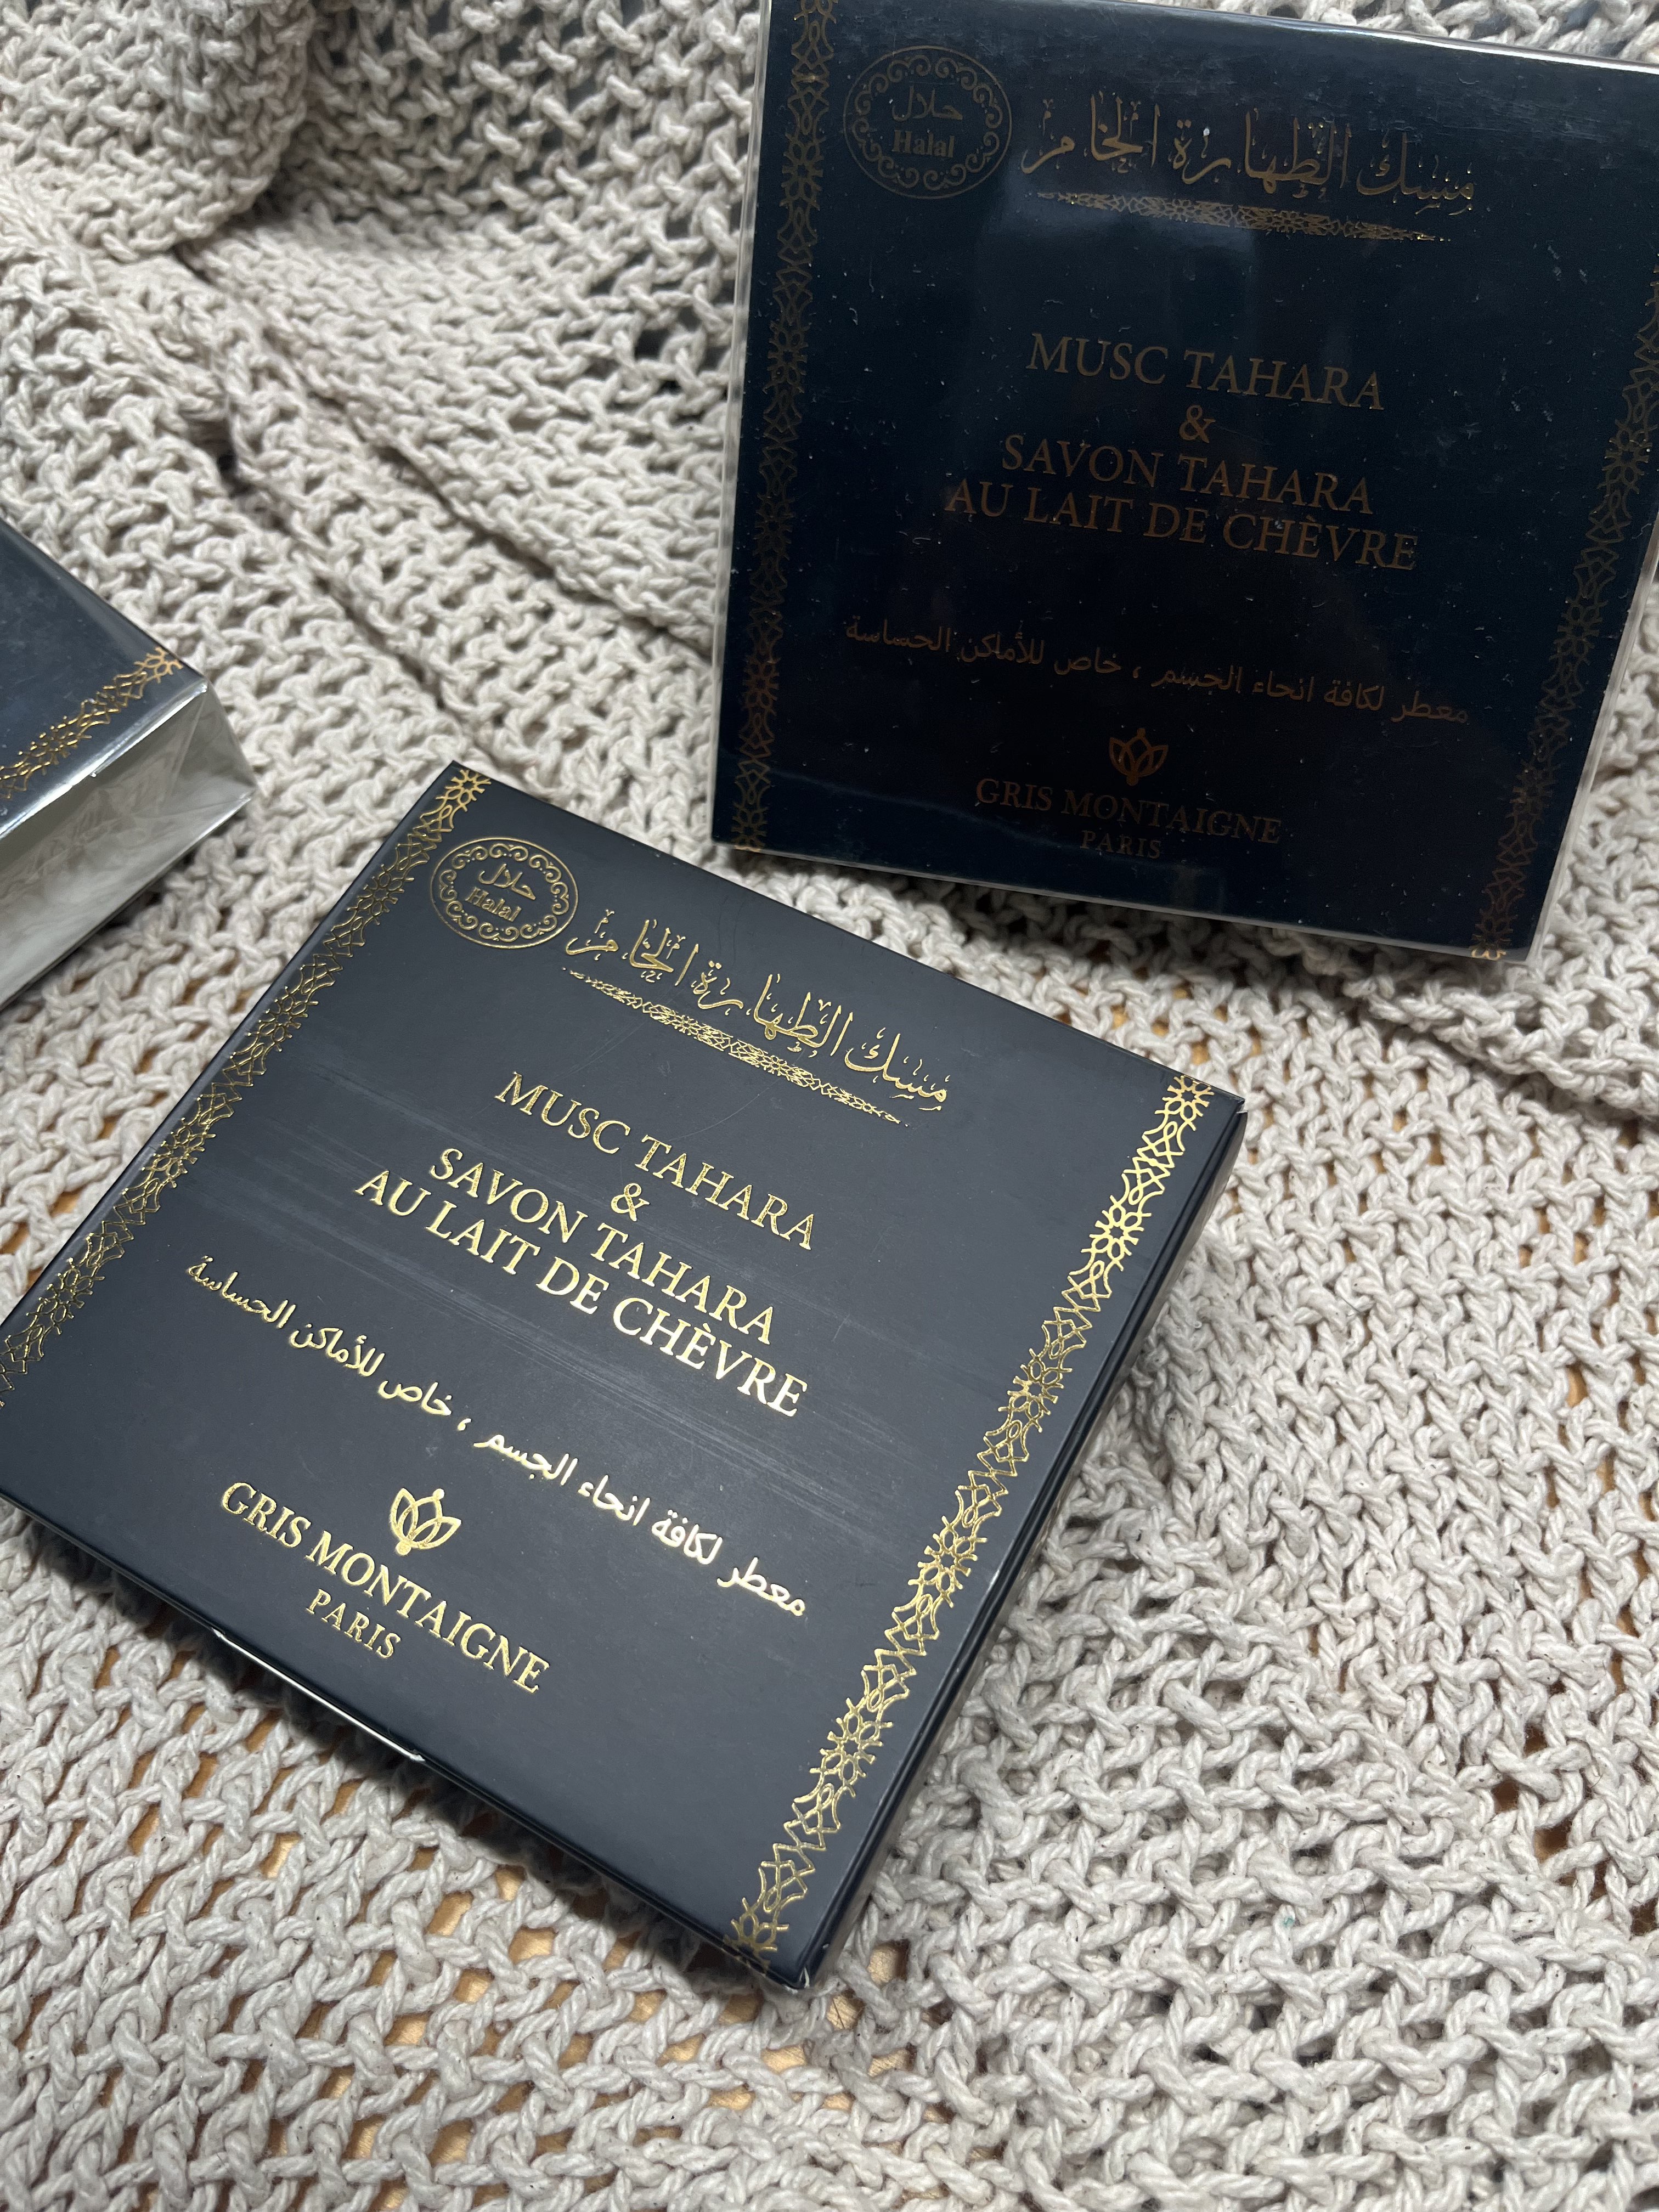 حلال
Halal
مسك الطهارة الخام
MUSC TAHARA
&
SAVON TAHARA
AU LAIT DE CHÈVRE
معطر لكافة انحاء الجسم ، خاص للأماكن الحساسة
GRIS MONTAIGNE
PARIS
حلال
Halal
مسك الطهارة الخام
MUSC TAHARA
&
SAVON TAHARA
AU LAIT DE CHÈVRE
معطر لكافة انحاء الجسم ، خاص للأماكن الحساسة
GRIS MONTAIGNE
PARIS